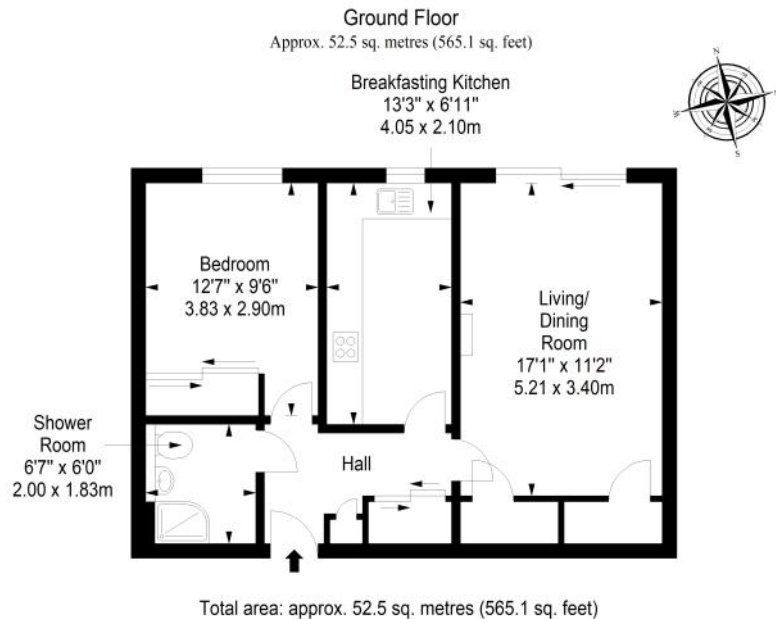 Ground Floor
Approx. 52.5 sq. metres (565.1 sq. feet)
Breakfasting Kitchen
13'3" x 6'11"
4.05 x 2.10m
N
W
S
Bedroom
12'7" x 9'6"
3.83 x 2.90m
Living/
Dining
Room
17'1" x 11'2"
5.21 x 3.40m
Shower
Room
6'7" x 6'0"
2.00 x 1.83m
Hall
Total area: approx. 52.5 sq. metres (565.1 sq. feet)